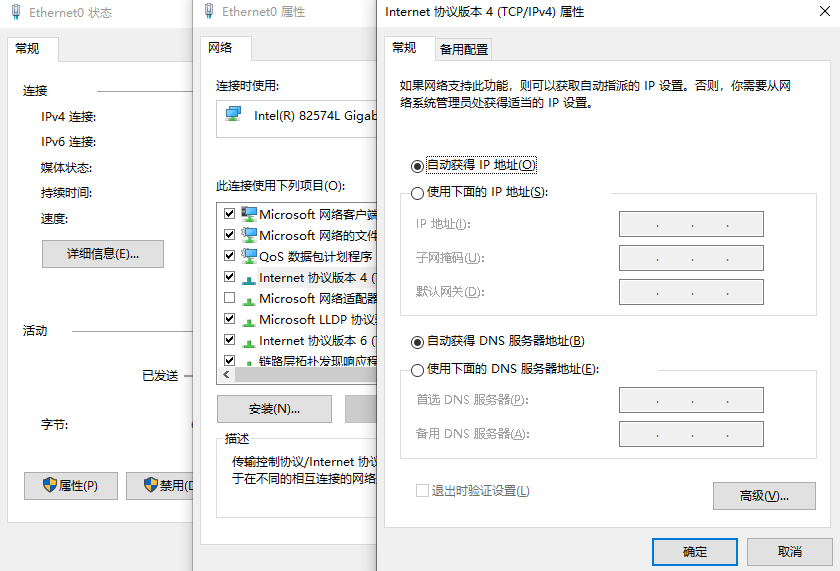 Ethernet0 状态
常规
连接
IPv4 连接:
IPv6 连接:
媒体状态:
持续时间:
速度:
详细信息(E)...
活动
已发送
字节:
属性(P)
禁用(D
Ethernet0 属性
网络
连接时使用:
Intel(R) 82574L Gigab
此连接使用下列项目(O):
Microsoft 网络客户端
Microsoft 网络的文件
QoS 数据包计划程序
Internet 协议版本 4 (T
Microsoft 网络适配器
Microsoft LLDP 协议
Internet 协议版本 6 (T
链路层拓扑发现响应程
安装(N)...
描述
传输控制协议/Internet 协议
于在不同的相互连接的网络
Internet 协议版本 4 (TCP/IPv4) 属性
常规
备用配置
如果网络支持此功能，则可以获取自动指派的 IP 设置。否则，你需要从网
络系统管理员处获得适当的 IP 设置。
自动获得 IP 地址(O)
使用下面的 IP 地址(S):
IP 地址(I):
子网掩码(U):
默认网关(D):
自动获得 DNS 服务器地址(B)
使用下面的 DNS 服务器地址(E):
首选 DNS 服务器(P):
备用 DNS 服务器(A):
退出时验证设置(L)
高级(V)...
确定
取消